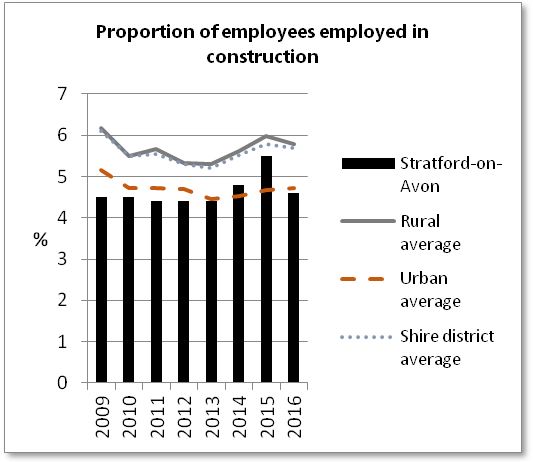 Proportion of employees employed in
construction
7
6
5
4
3
2
1
0
%
2009
2010
2011
2012
2013
2014
2015
2016
Stratford-on-
Avon
Rural
average
Urban
average
Shire district
average